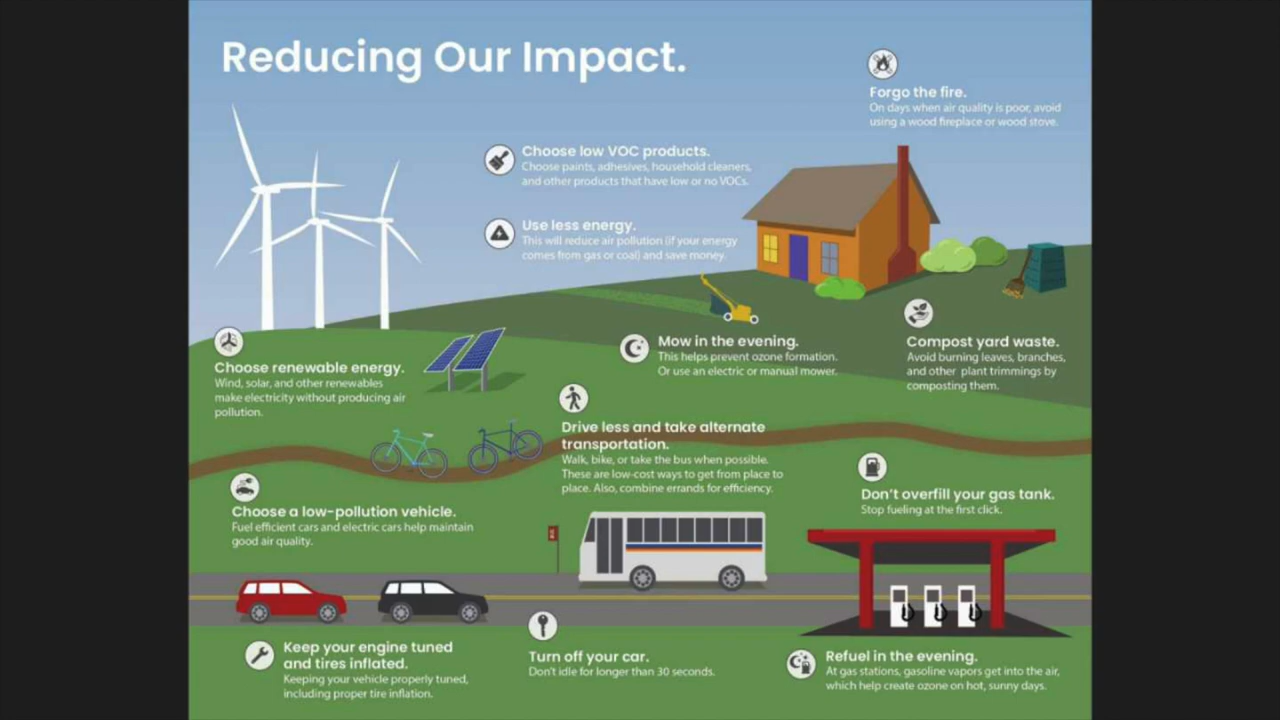 Reducing Our Impact.
Forgo the fire.
On days when air quality is poor, avoid
using a wood fireplace or wood stove.
Choose low VOC products.
Choose paints, adhesives, household cleaners,
and other products that have low or no VOCs.
Use less energy.
This will reduce air pollution (if your energy
comes from gas or coal) and save money.
Mow in the evening.
This helps prevent ozone formation.
Or use an electric or manual mower.
Compost yard waste.
Avoid burning leaves, branches,
and other plant trimmings by
composting them.
Choose renewable energy.
Wind, solar, and other renewables
make electricity without producing air
pollution.
Drive less and take alternate
transportation.
Walk, bike, or take the bus when possible.
These are low-cost ways to get from place to
place. Also, combine errands for efficiency.
Choose a low-pollution vehicle.
Fuel efficient cars and electric cars help maintain
good air quality.
Don't overfill your gas tank.
Stop fueling at the first click.
Keep your engine tuned
and tires inflated.
Keeping your vehicle properly tuned,
including proper tire inflation.
Turn off your car.
Don't idle for longer than 30 seconds.
Refuel in the evening.
At gas stations, gasoline vapors get into the air,
which help create ozone on hot, sunny days.